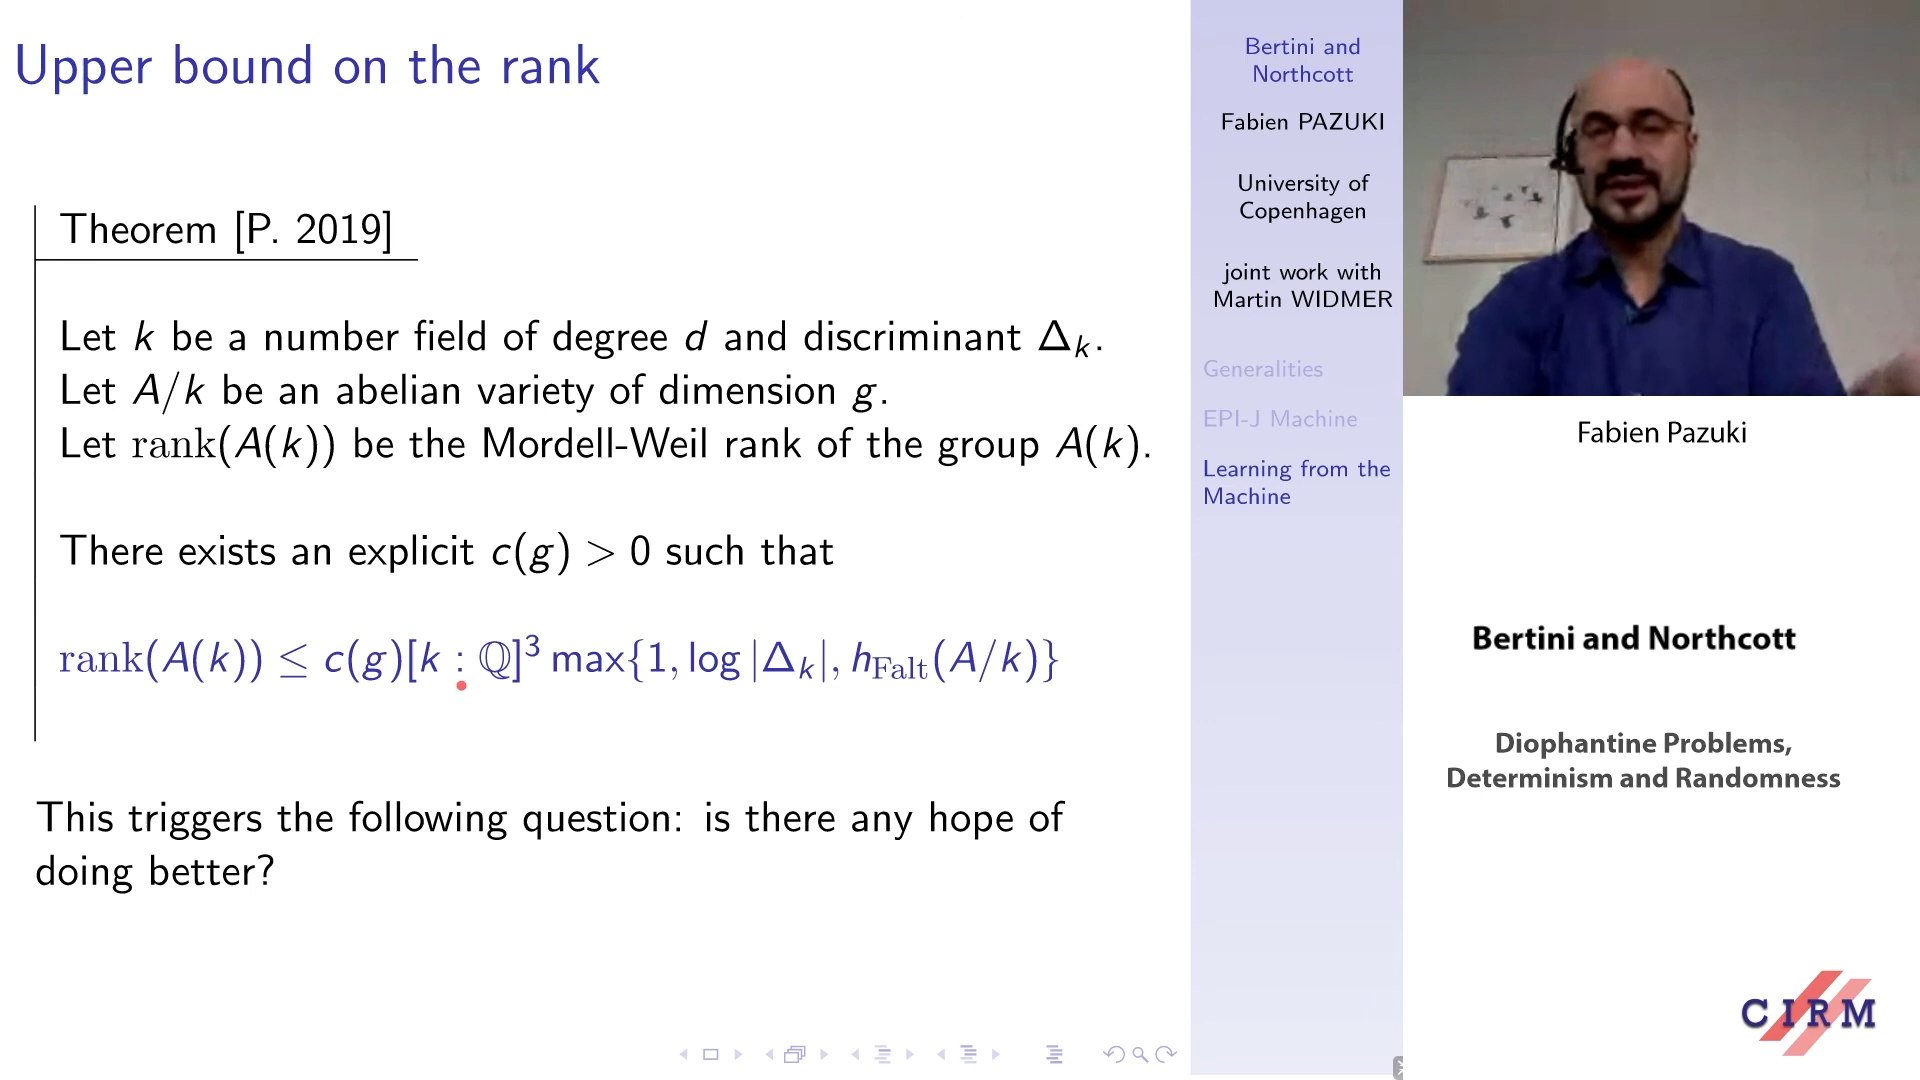 Upper bound on the rank
Theorem [P. 2019]
Let k be a number field of degree d and discriminant Δₖ.
Let A/k be an abelian variety of dimension g.
Let rank(A(k)) be the Mordell-Weil rank of the group A(k).
There exists an explicit c(g) > 0 such that
rank(A(k)) ≤ c(g)[k : ℚ]³ max{1, log |Δₖ|, h_Falt(A/k)}
This triggers the following question: is there any hope of
doing better?
Bertini and
Northcott
Fabien PAZUKI
University of
Copenhagen
joint work with
Martin WIDMER
Generalities
EPI-J Machine
Learning from the
Machine
Fabien Pazuki
Bertini and Northcott
Diophantine Problems,
Determinism and Randomness
CIRM